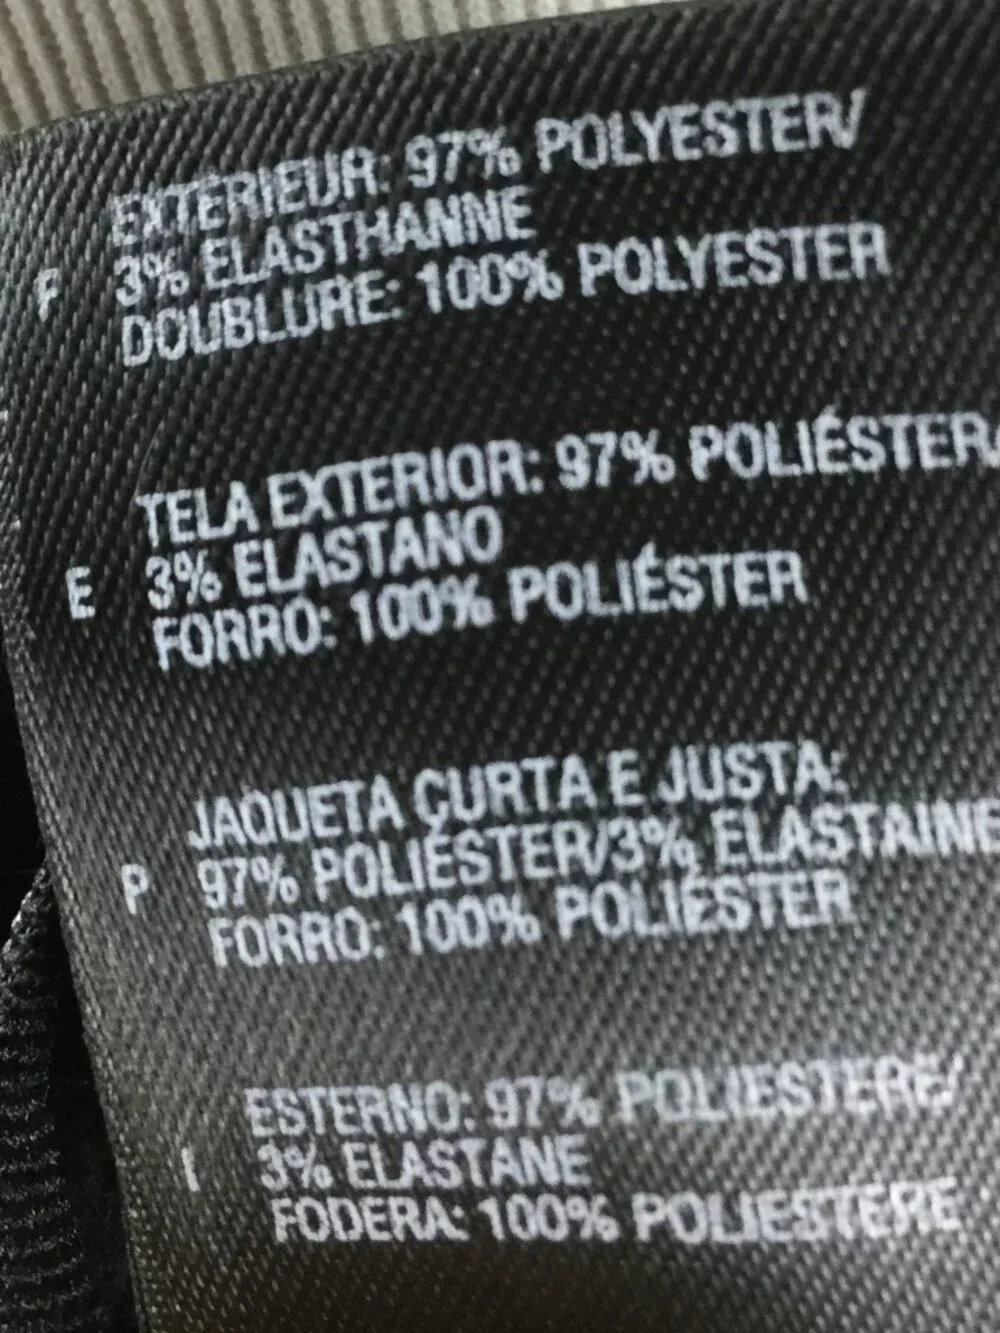 EXTÉRIEUR: 97% POLYESTER/
F 3% ELASTHANNE
DOUBLURE: 100% POLYESTER
TELA EXTERIOR: 97% POLIÉSTER/
E 3% ELASTANO
FORRO: 100% POLIÉSTER
JAQUETA CURTA E JUSTA:
P 97% POLIÉSTER/3% ELASTAINE
FORRO: 100% POLIÉSTER
ESTERNO: 97% POLIESTERE/
I 3% ELASTANE
FODERA: 100% POLIESTERE